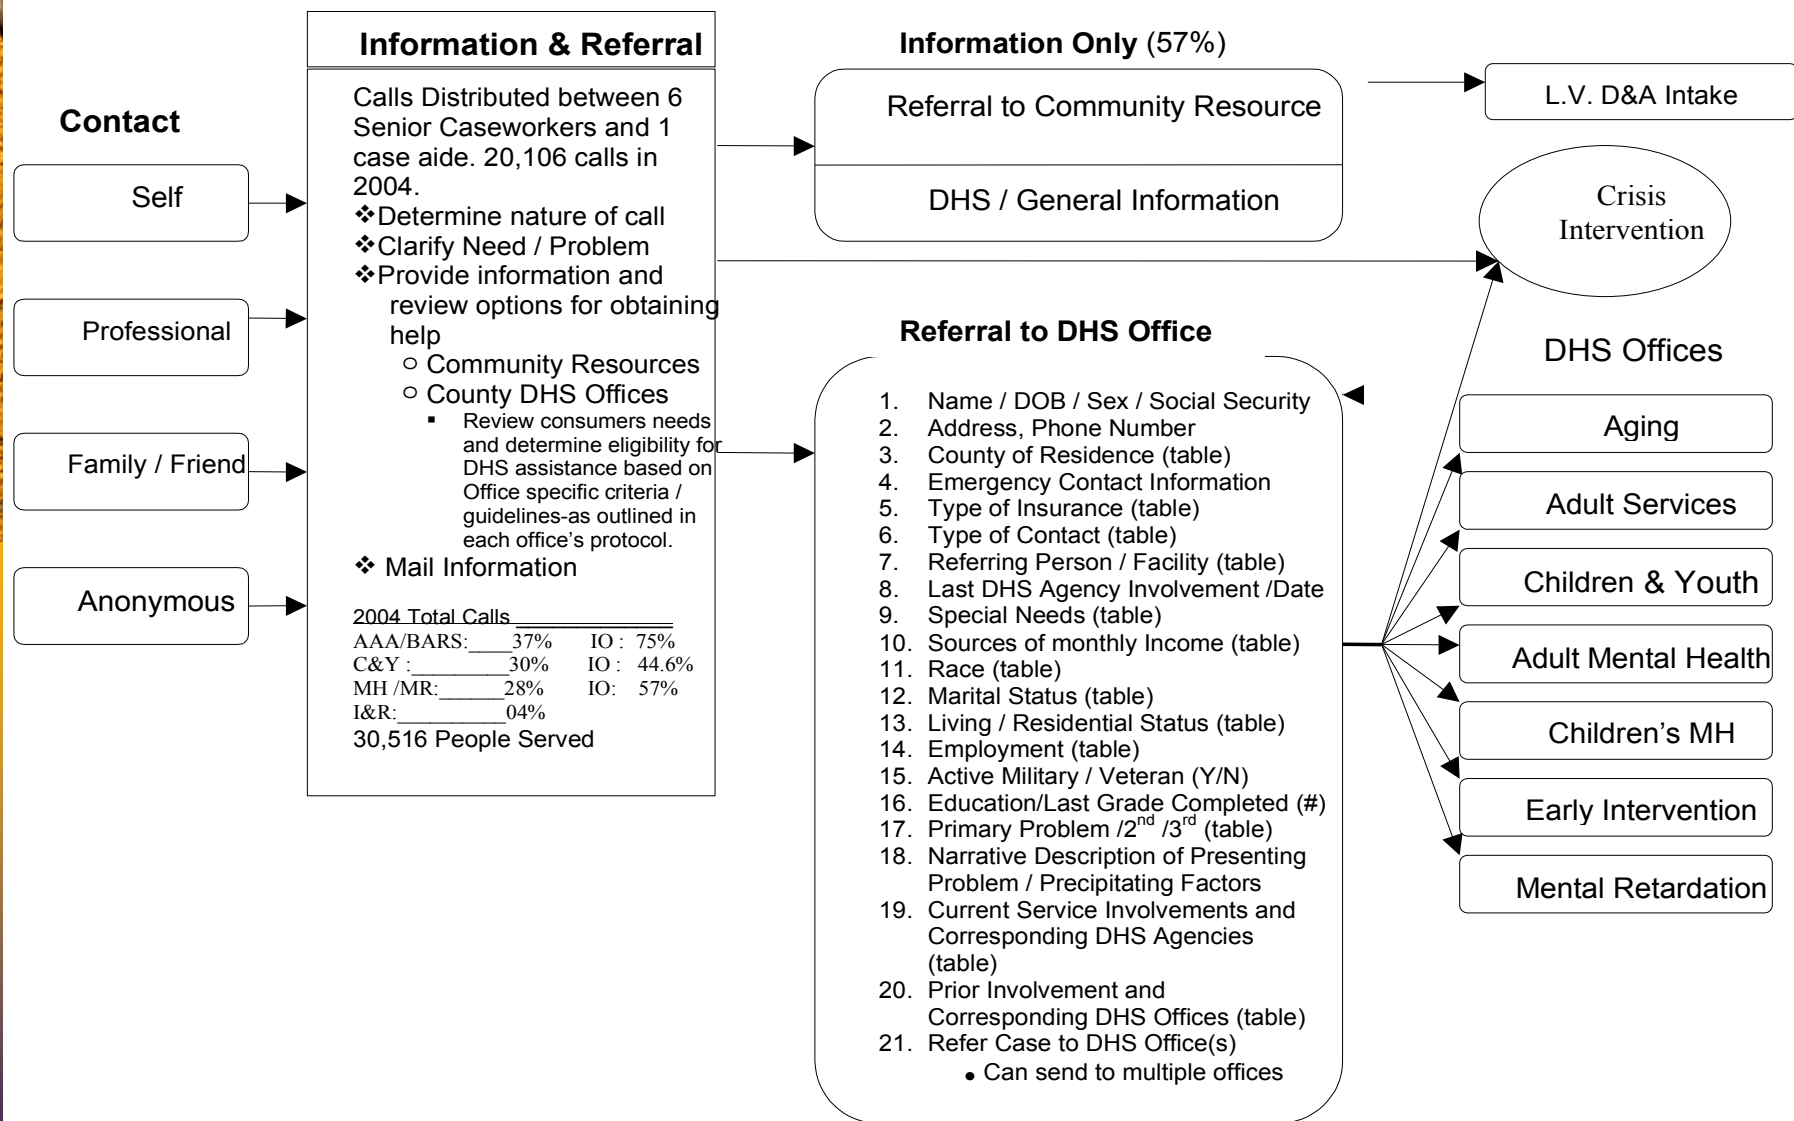 Contact
Self
Professional
Family / Friend
Anonymous
Information & Referral
Calls Distributed between 6
Senior Caseworkers and 1
case aide. 20,106 calls in
2004.
❖Determine nature of call
❖Clarify Need / Problem
❖Provide information and
review options for obtaining
help
o Community Resources
o County DHS Offices
▪ Review consumers needs
and determine eligibility for
DHS assistance based on
Office specific criteria /
guidelines-as outlined in
each office's protocol.
❖ Mail Information
2004 Total Calls ______________
AAA/BARS:____37% IO : 75%
C&Y :_________30% IO : 44.6%
MH /MR:______28% IO: 57%
I&R:__________04%
30,516 People Served
Information Only (57%)
Referral to Community Resource
DHS / General Information
Referral to DHS Office
1. Name / DOB / Sex / Social Security
2. Address, Phone Number
3. County of Residence (table)
4. Emergency Contact Information
5. Type of Insurance (table)
6. Type of Contact (table)
7. Referring Person / Facility (table)
8. Last DHS Agency Involvement /Date
9. Special Needs (table)
10. Sources of monthly Income (table)
11. Race (table)
12. Marital Status (table)
13. Living / Residential Status (table)
14. Employment (table)
15. Active Military / Veteran (Y/N)
16. Education/Last Grade Completed (#)
17. Primary Problem /2nd /3rd (table)
18. Narrative Description of Presenting
Problem / Precipitating Factors
19. Current Service Involvements and
Corresponding DHS Agencies
(table)
20. Prior Involvement and
Corresponding DHS Offices (table)
21. Refer Case to DHS Office(s)
• Can send to multiple offices
L.V. D&A Intake
Crisis
Intervention
DHS Offices
Aging
Adult Services
Children & Youth
Adult Mental Health
Children's MH
Early Intervention
Mental Retardation